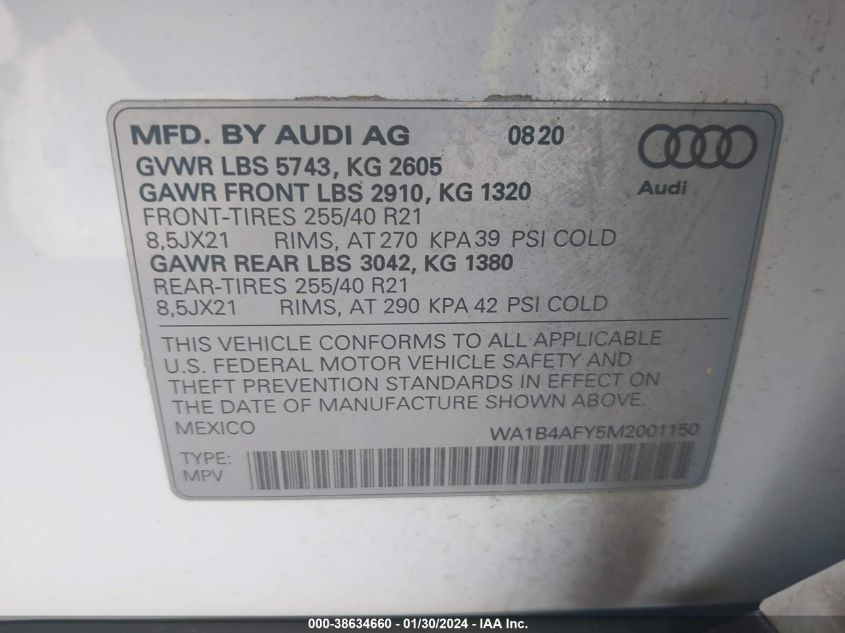 MFD. BY AUDI AG 08 20
GVWR LBS 5743, KG 2605
GAWR FRONT LBS 2910, KG 1320
Audi
FRONT-TIRES 255/40 R21
8,5JX21 RIMS, AT 270 KPA 39 PSI COLD
GAWR REAR LBS 3042, KG 1380
REAR-TIRES 255/40 R21
8,5JX21 RIMS, AT 290 KPA 42 PSI COLD
THIS VEHICLE CONFORMS TO ALL APPLICABLE
U.S. FEDERAL MOTOR VEHICLE SAFETY AND
THEFT PREVENTION STANDARDS IN EFFECT ON
THE DATE OF MANUFACTURE SHOWN ABOVE.
MEXICO WA1B4AFY5M2001150
TYPE:
MPV
000-38634660 - 01/30/2024 - IAA Inc.